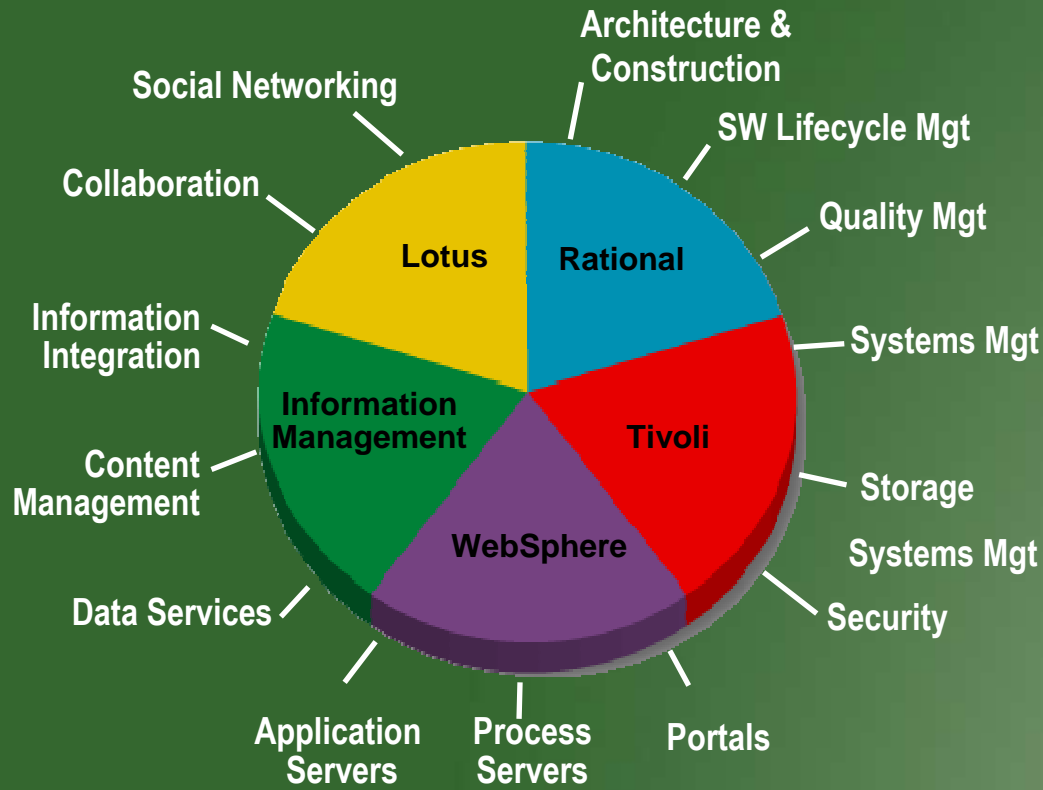 Architecture &
Construction
Social Networking
SW Lifecycle Mgt
Collaboration
Quality Mgt
Lotus
Rational
Information
Integration
Systems Mgt
Information
Management
Tivoli
Content
Management
Storage
WebSphere
Systems Mgt
Data Services
Security
Application
Servers
Process
Servers
Portals